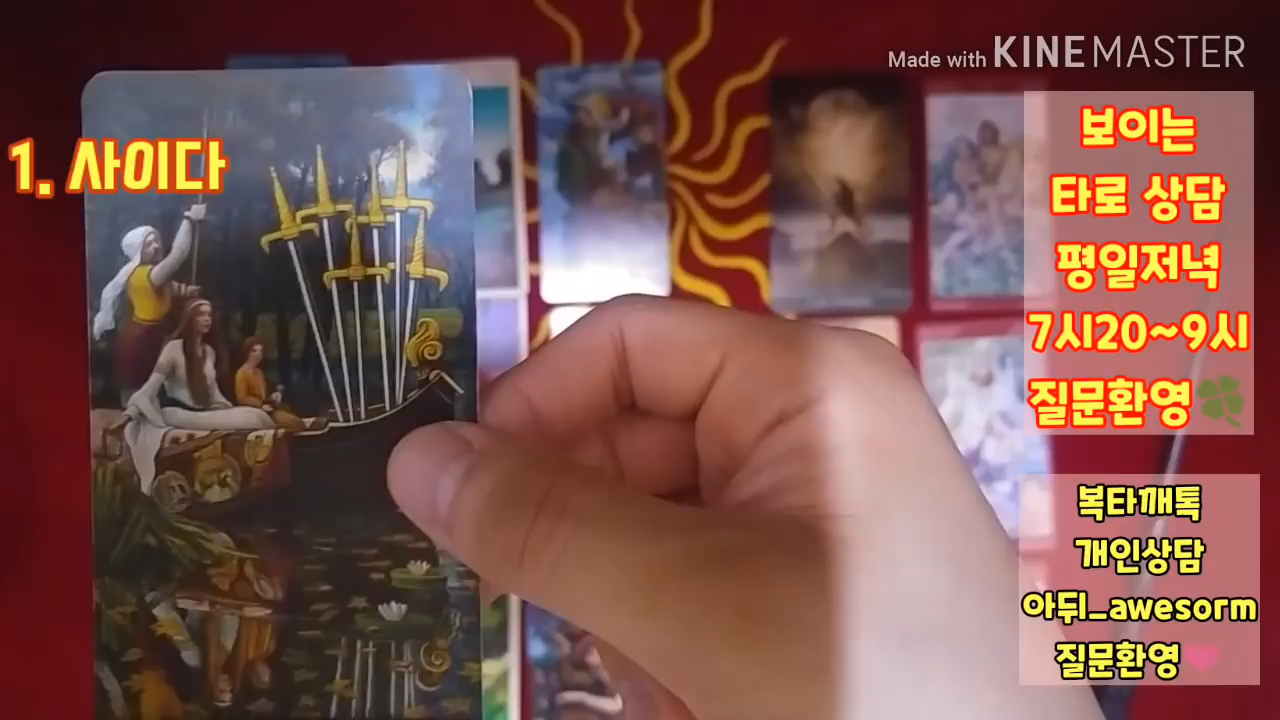 Made with KINEMASTER
1. 사이다
보이는
타로 상담
평일저녁
7시20~9시
질문환영🍀
복타깨톡
개인상담
아뒤_awesorm
질문환영